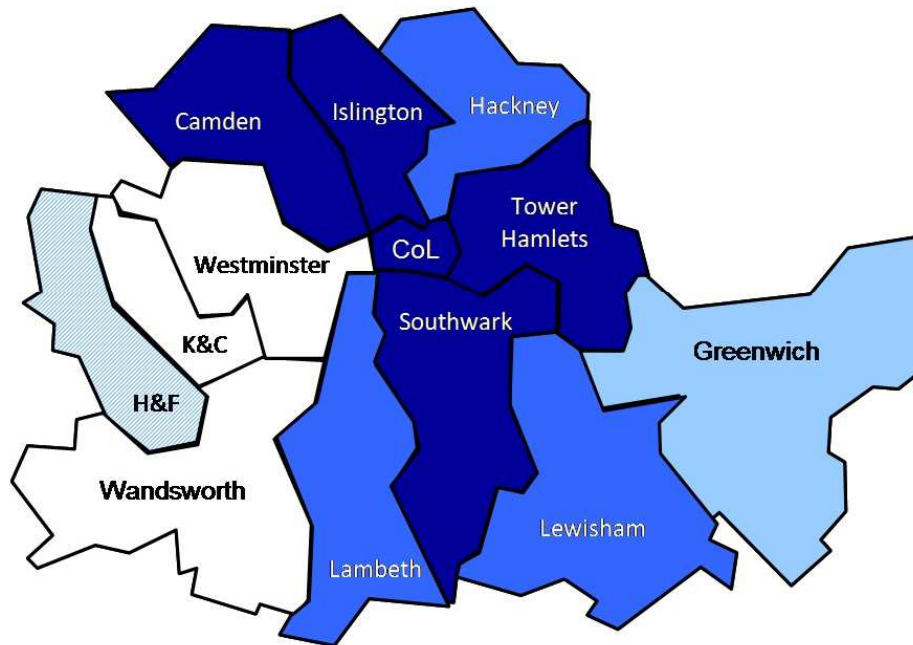 Camden
Islington
Hackney
Westminster
CoL
Tower
Hamlets
K&C
Southwark
Greenwich
H&F
Wandsworth
Lambeth
Lewisham